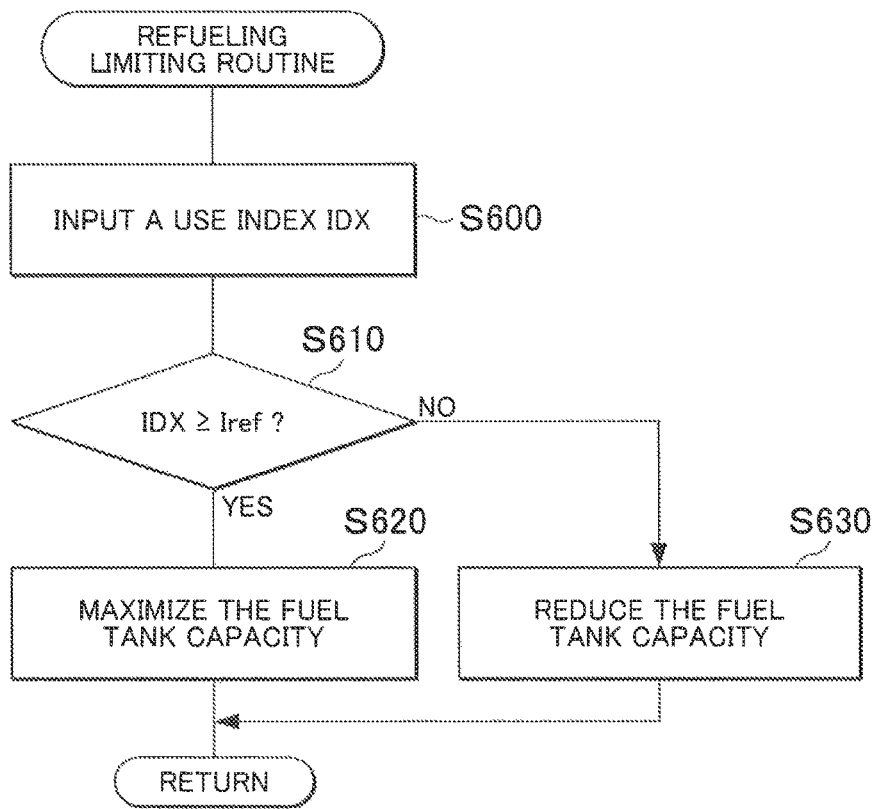 REFUELING
LIMITING ROUTINE
INPUT A USE INDEX IDX
S600
S610
IDX ≥ Iref ?
NO
YES
S620
S630
MAXIMIZE THE FUEL
TANK CAPACITY
REDUCE THE FUEL
TANK CAPACITY
RETURN